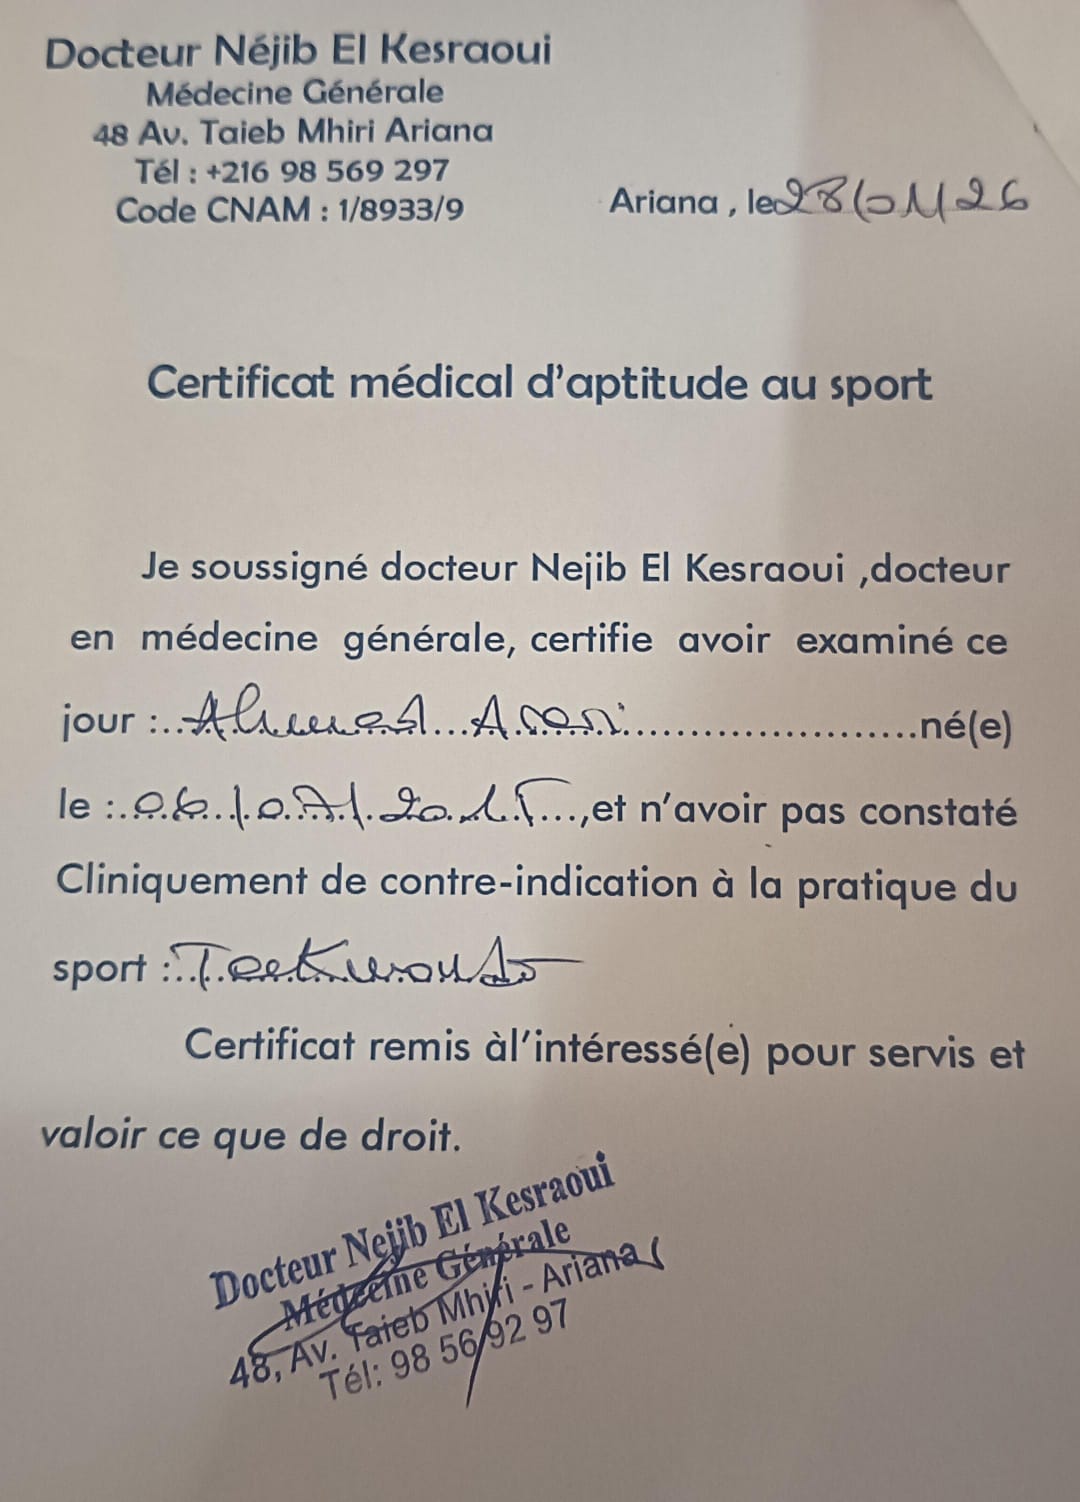 Docteur Néjib El Kesraoui
Médecine Générale
48 Av. Taieb Mhiri Ariana
Tél : +216 98 569 297
Code CNAM : 1/8933/9
Ariana , le 28/01/26
Certificat médical d'aptitude au sport
Je soussigné docteur Nejib El Kesraoui ,docteur
en médecine générale, certifie avoir examiné ce
jour :..Ahmed...........................né(e)
le :..06./.07./.20........,et n'avoir pas constaté
Cliniquement de contre-indication à la pratique du
sport :..Taekwondo
Certificat remis àl'intéressé(e) pour servis et
valoir ce que de droit.
Docteur Nejib El Kesraoui
Médecine Générale
48, Av. Taieb Mhiri - Ariana
Tél: 98 56 92 97